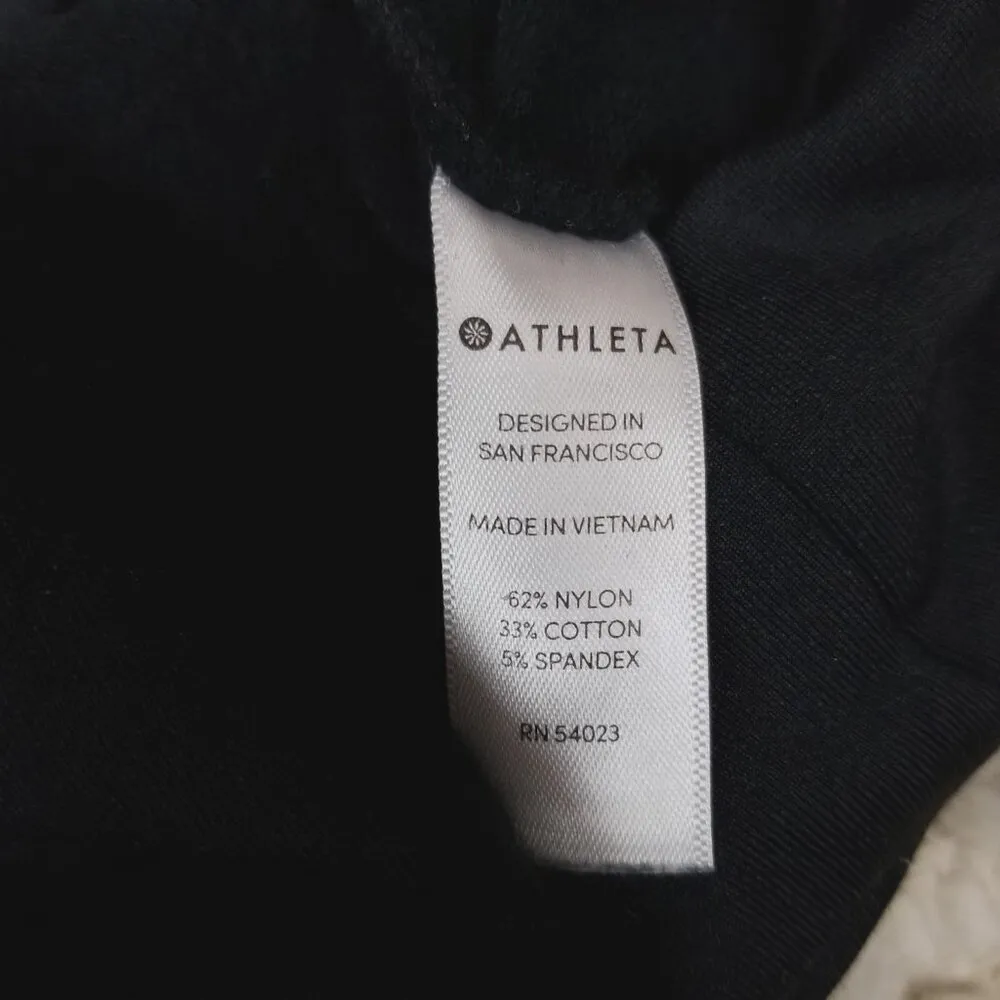 ATHLETA
DESIGNED IN
SAN FRANCISCO
MADE IN VIETNAM
62% NYLON
33% COTTON
5% SPANDEX
RN 54023